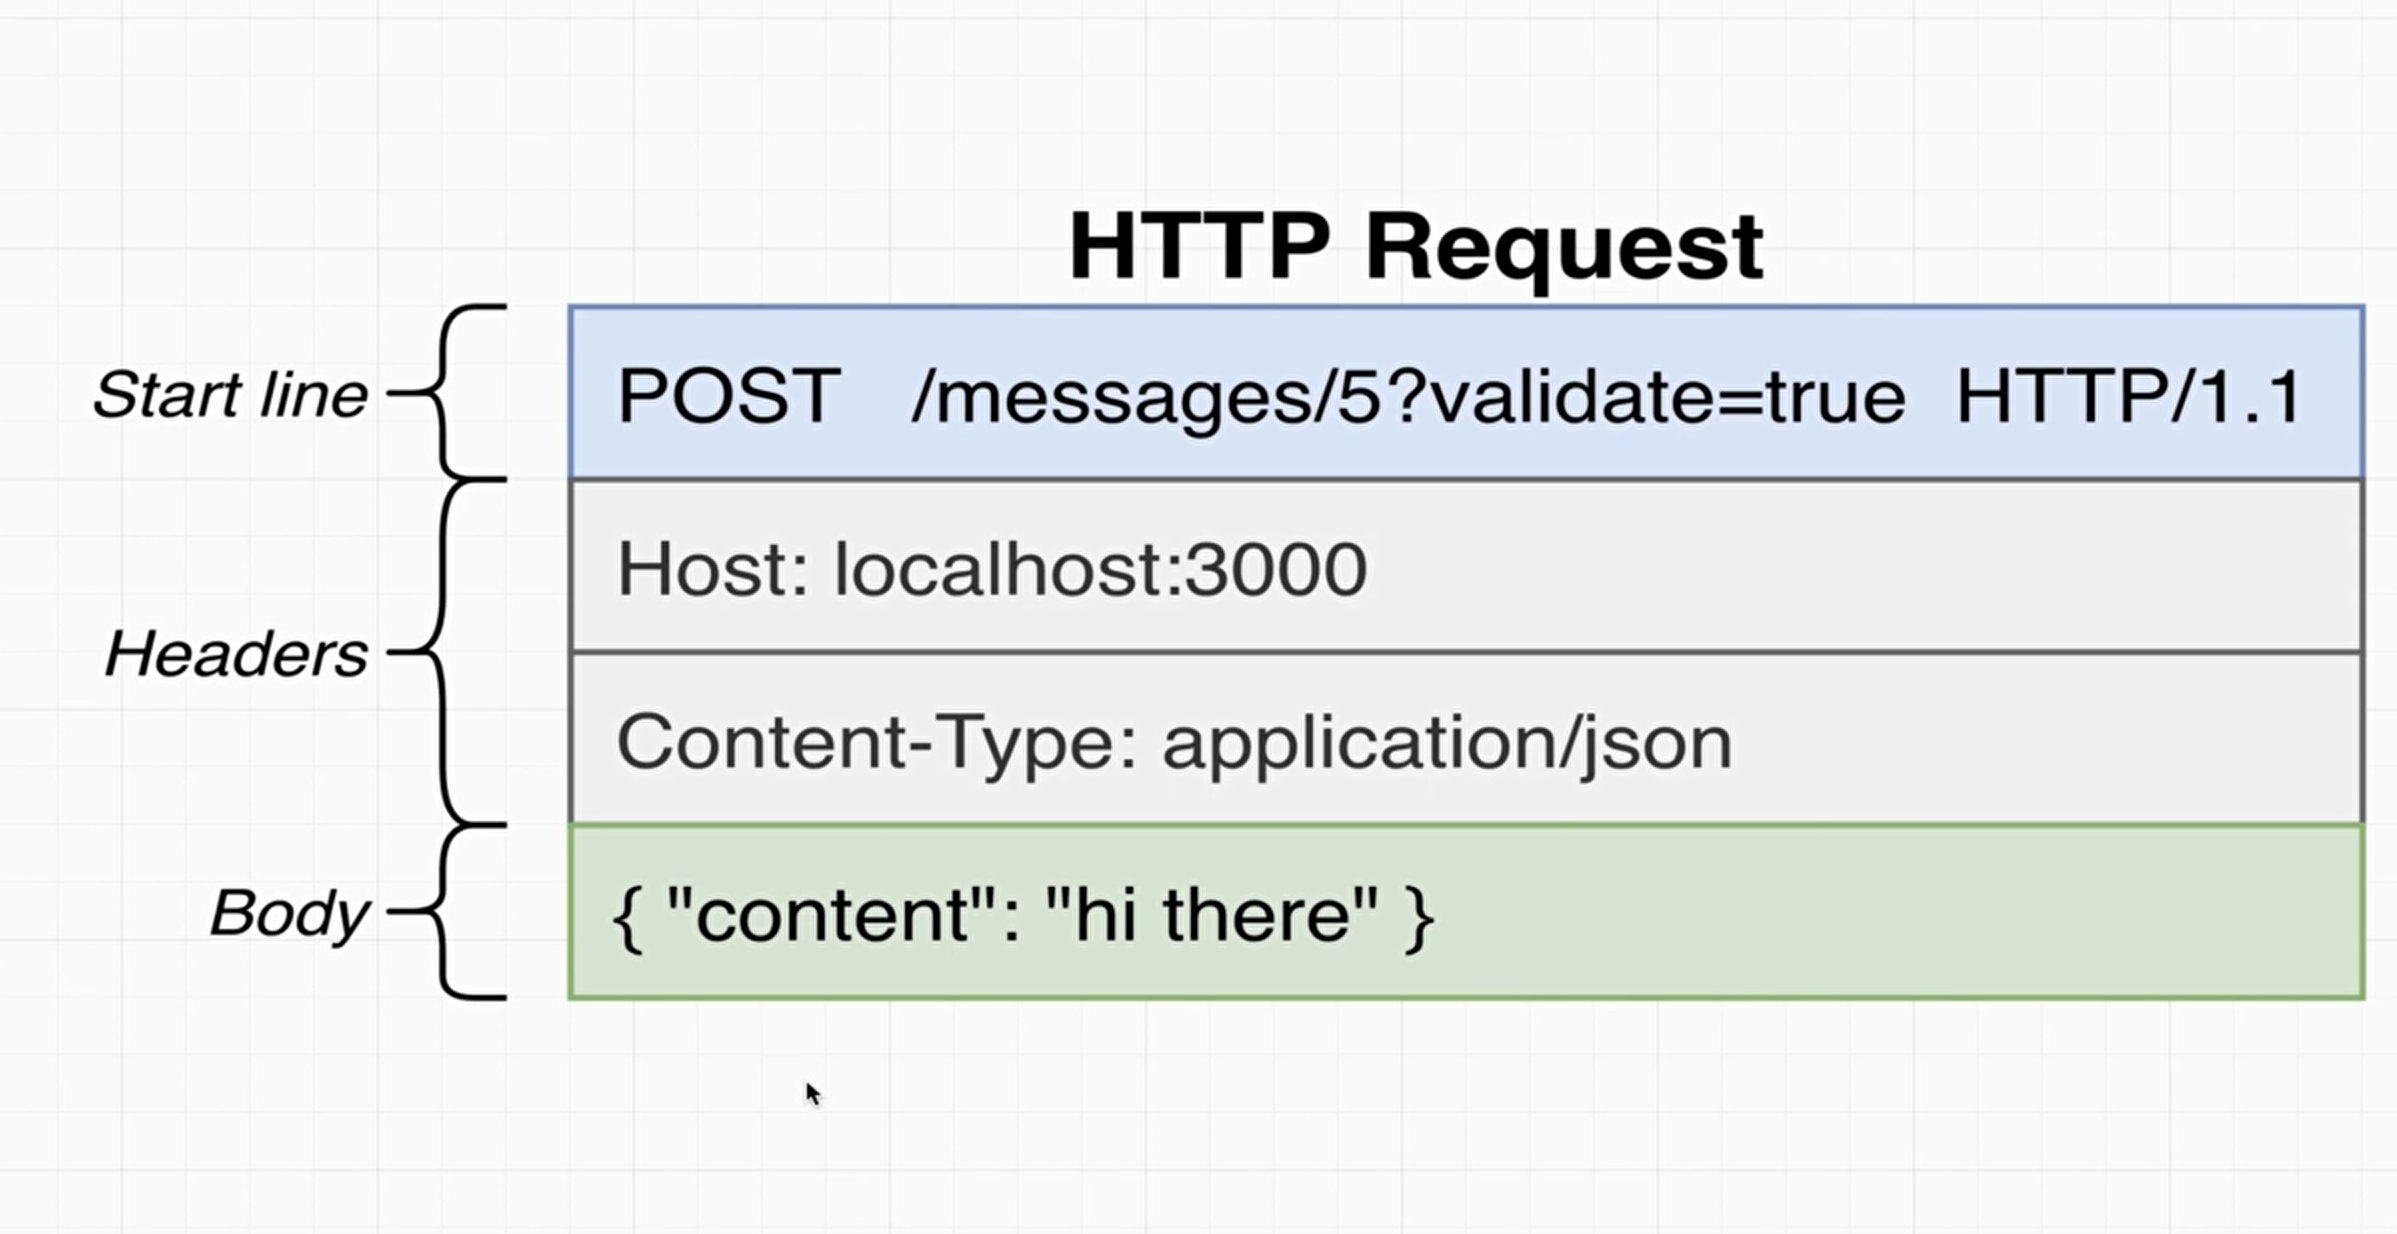 HTTP Request
Start line
POST /messages/5?validate=true HTTP/1.1
Headers
Host: localhost:3000
Content-Type: application/json
Body
{ "content": "hi there" }